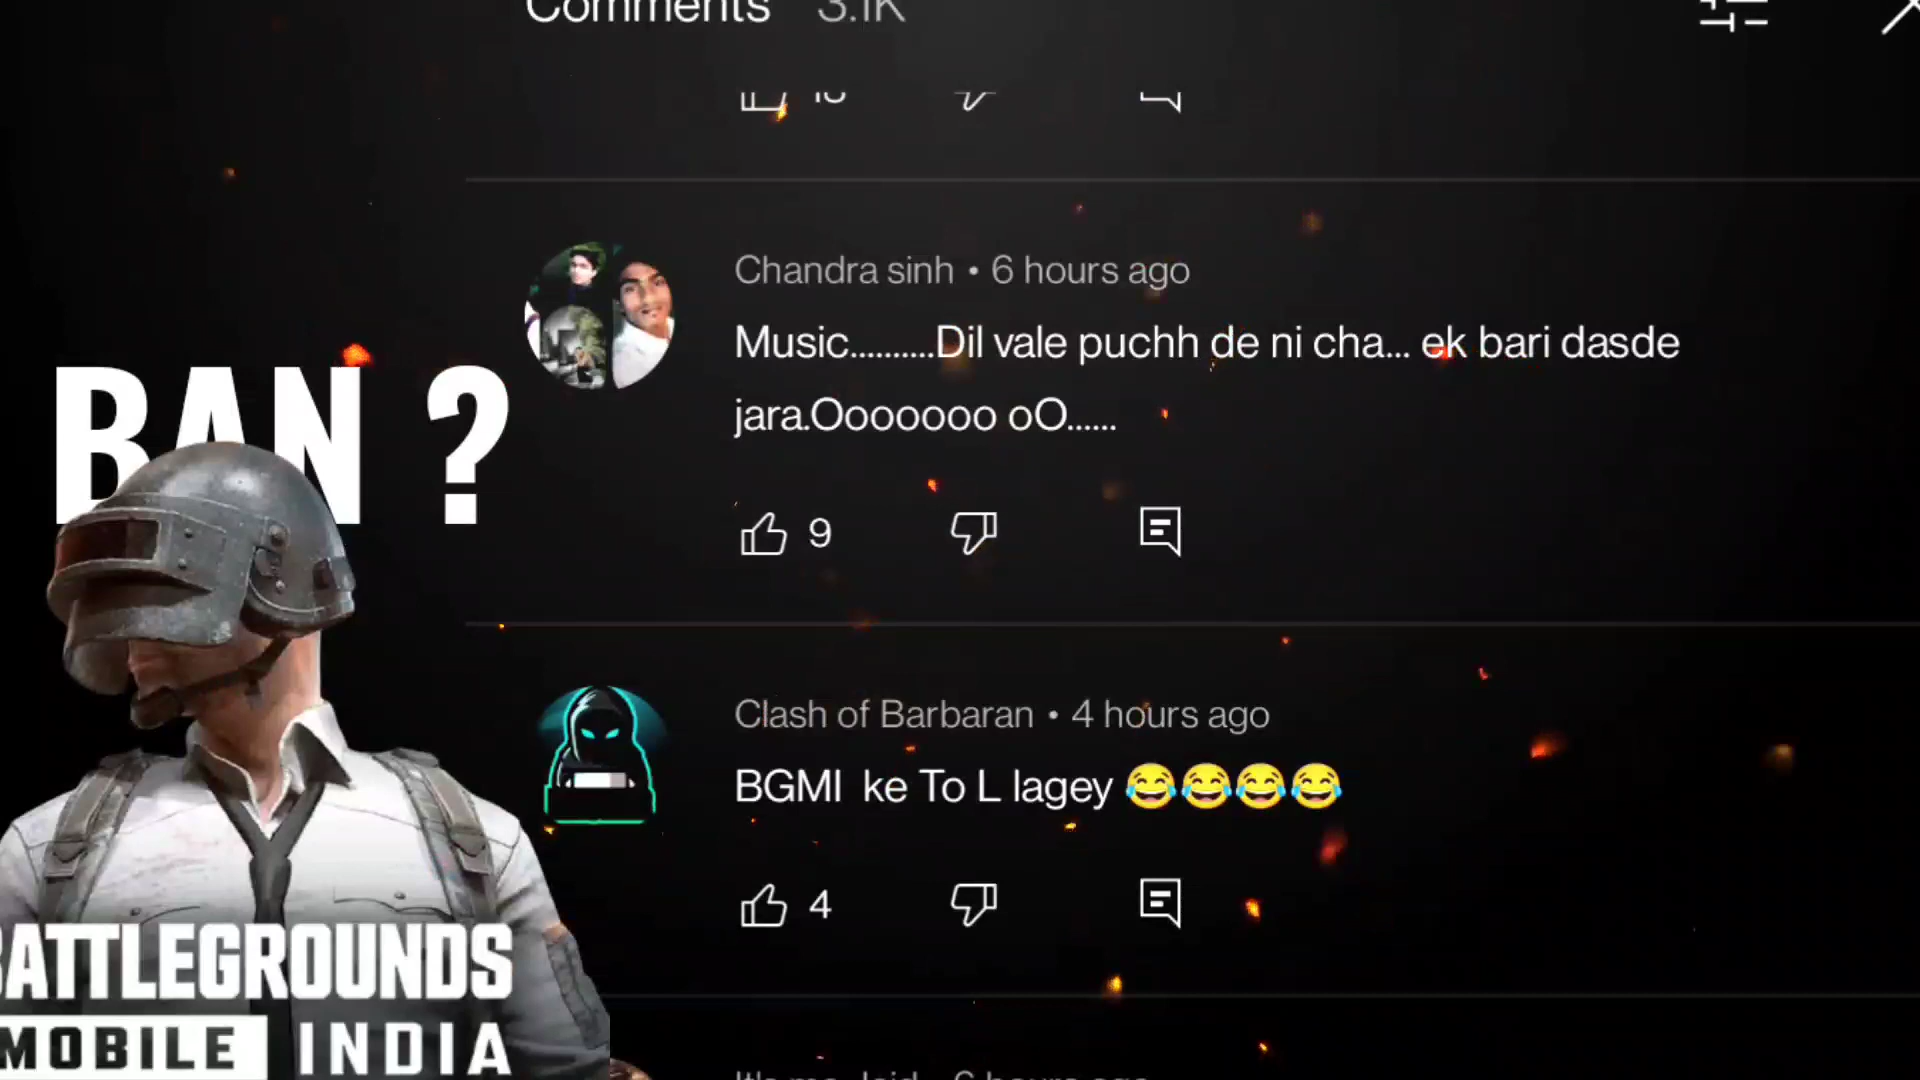 Comments 3.1K
Chandra sinh • 6 hours ago
Music..........Dil vale puchh de ni cha... ek bari dasde
jara.Ooooooo oO......
9
BAN ?
Clash of Barbaran • 4 hours ago
BGMI ke To L lagey 😂😂😂😂
4
BATTLEGROUNDS
MOBILE INDIA